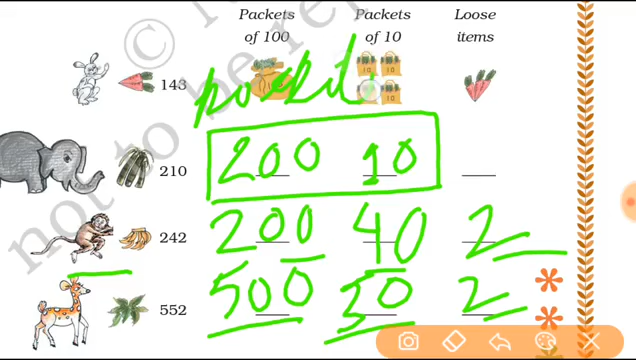 Packets Packets Loose
of 100 of 10 items
143
210 200 10
242 200 40 2
552 500 50 2